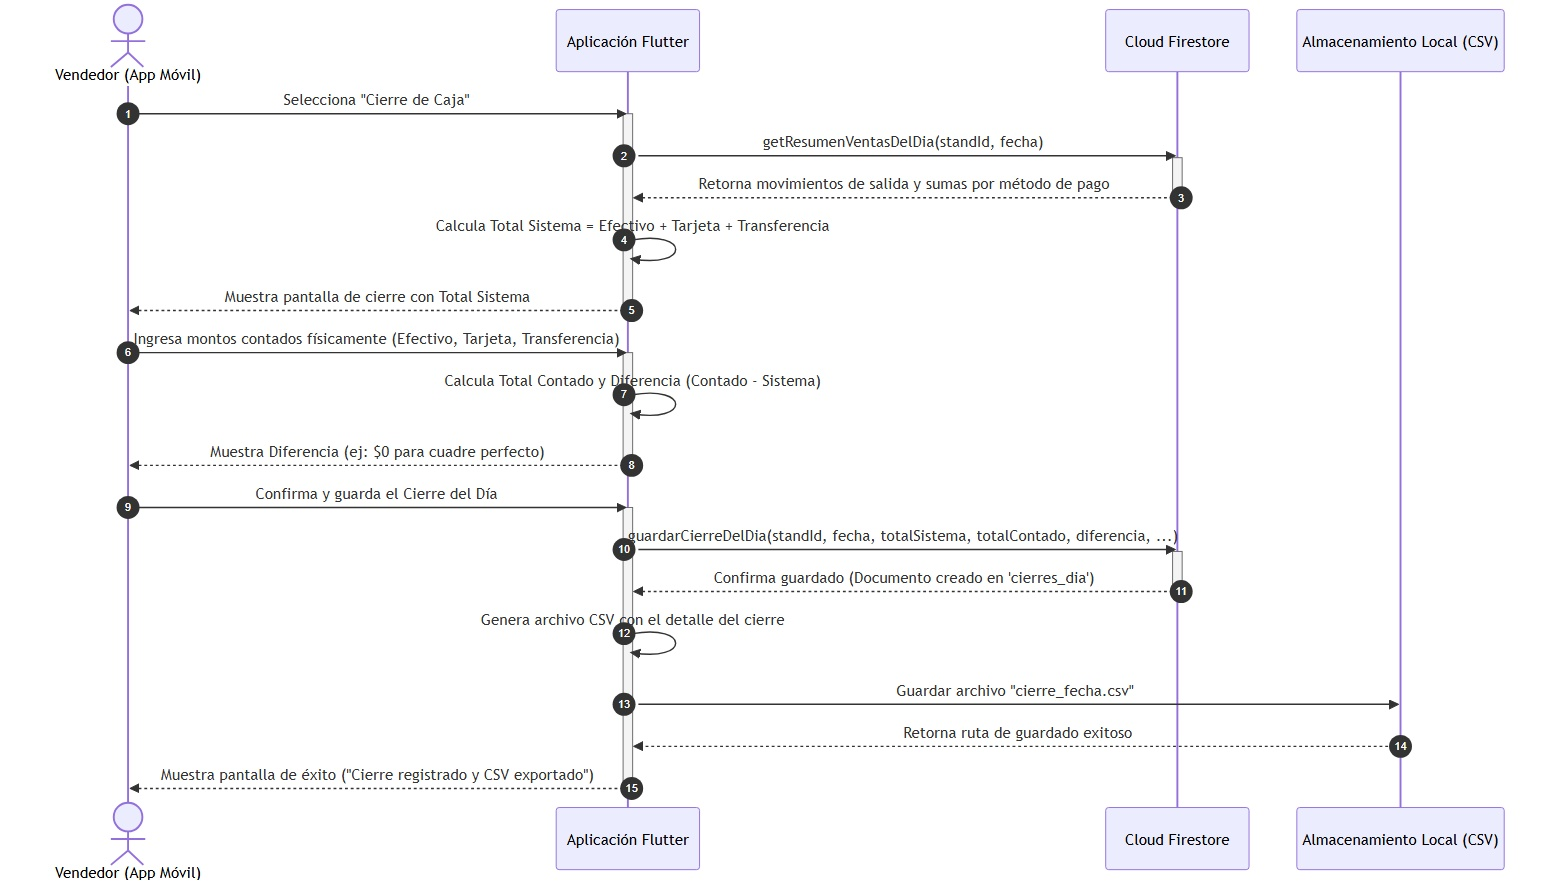 Vendedor (App Móvil)
Aplicación Flutter
Cloud Firestore
Almacenamiento Local (CSV)
Selecciona "Cierre de Caja"
1
getResumenVentasDelDia(standId, fecha)
2
Retorna movimientos de salida y sumas por método de pago
3
Calcula Total Sistema = Efectivo + Tarjeta + Transferencia
4
Muestra pantalla de cierre con Total Sistema
5
Ingresa montos contados físicamente (Efectivo, Tarjeta, Transferencia)
6
Calcula Total Contado y Diferencia (Contado - Sistema)
7
Muestra Diferencia (ej: $0 para cuadre perfecto)
8
Confirma y guarda el Cierre del Día
9
guardarCierreDelDia(standId, fecha, totalSistema, totalContado, diferencia, ...)
10
Confirma guardado (Documento creado en 'cierres_dia')
11
Genera archivo CSV con el detalle del cierre
12
Guardar archivo "cierre_fecha.csv"
13
Retorna ruta de guardado exitoso
14
Muestra pantalla de éxito ("Cierre registrado y CSV exportado")
15
Vendedor (App Móvil)
Aplicación Flutter
Cloud Firestore
Almacenamiento Local (CSV)